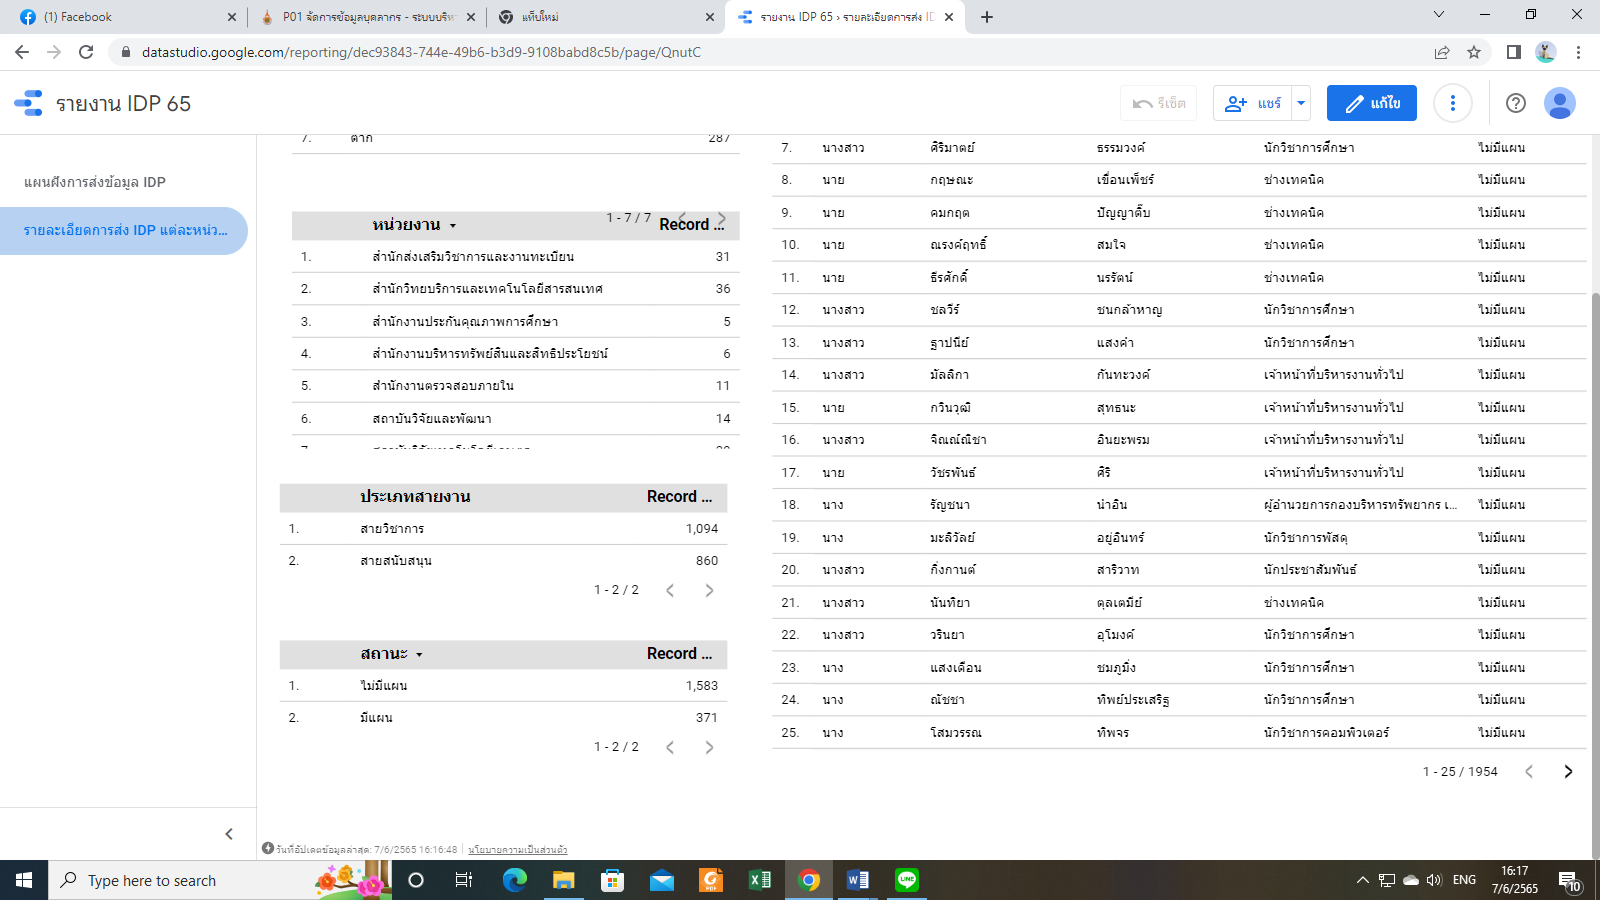 (1) Facebook
P01 จัดการข้อมูลบุคลากร - ระบบบริห
แท็บใหม่
รายงาน IDP 65 › รายละเอียดการส่ง ID
datastudio.google.com/reporting/dec93843-744e-49b6-b3d9-9108babd8c5b/page/QnutC
รายงาน IDP 65
รีเซ็ต
แชร์
แก้ไข
แผนผังการส่งข้อมูล IDP
รายละเอียดการส่ง IDP แต่ละหน่ว...
7. ตาก 287
1 - 7 / 7
หน่วยงาน Record ...
1. สำนักส่งเสริมวิชาการและงานทะเบียน 31
2. สำนักวิทยบริการและเทคโนโลยีสารสนเทศ 36
3. สำนักงานประกันคุณภาพการศึกษา 5
4. สำนักงานบริหารทรัพย์สินและสิทธิประโยชน์ 6
5. สำนักงานตรวจสอบภายใน 11
6. สถาบันวิจัยและพัฒนา 14
ประเภทสายงาน Record ...
1. สายวิชาการ 1,094
2. สายสนับสนุน 860
1 - 2 / 2
สถานะ Record ...
1. ไม่มีแผน 1,583
2. มีแผน 371
1 - 2 / 2
7. นางสาว ศิริมาตย์ ธรรมวงค์ นักวิชาการศึกษา ไม่มีแผน
8. นาย กฤษณะ เขื่อนเพ็ชร์ ช่างเทคนิค ไม่มีแผน
9. นาย คมกฤต ปัญญาติ๊บ ช่างเทคนิค ไม่มีแผน
10. นาย ณรงค์ฤทธิ์ สมใจ ช่างเทคนิค ไม่มีแผน
11. นาย ธีรศักดิ์ นรรัตน์ ช่างเทคนิค ไม่มีแผน
12. นางสาว ชลวีร์ ชนกล้าหาญ นักวิชาการศึกษา ไม่มีแผน
13. นางสาว ฐาปนีย์ แสงคำ นักวิชาการศึกษา ไม่มีแผน
14. นางสาว มัลลิกา กันทะวงค์ เจ้าหน้าที่บริหารงานทั่วไป ไม่มีแผน
15. นาย กวินวุฒิ สุทธนะ เจ้าหน้าที่บริหารงานทั่วไป ไม่มีแผน
16. นางสาว จิณณ์ณิชา อินยะพรม เจ้าหน้าที่บริหารงานทั่วไป ไม่มีแผน
17. นาย วัชรพันธ์ ศิริ เจ้าหน้าที่บริหารงานทั่วไป ไม่มีแผน
18. นาง รัญชนา นำอิน ผู้อำนวยการกองบริหารทรัพยากร เ... ไม่มีแผน
19. นาง มะลิวัลย์ อยู่อินทร์ นักวิชาการพัสดุ ไม่มีแผน
20. นางสาว กิ่งกานต์ สาริวาท นักประชาสัมพันธ์ ไม่มีแผน
21. นางสาว นันทิยา ตุลเตมีย์ ช่างเทคนิค ไม่มีแผน
22. นางสาว วรินยา อุโมงค์ นักวิชาการศึกษา ไม่มีแผน
23. นาง แสงเดือน ชมภูมิ่ง นักวิชาการศึกษา ไม่มีแผน
24. นาง ณัชชา ทิพย์ประเสริฐ นักวิชาการศึกษา ไม่มีแผน
25. นาง โสมวรรณ ทิพจร นักวิชาการคอมพิวเตอร์ ไม่มีแผน
1 - 25 / 1954
วันที่อัปเดตข้อมูลล่าสุด: 7/6/2565 16:16:48 นโยบายความเป็นส่วนตัว
Type here to search
ENG
16:17
7/6/2565
10